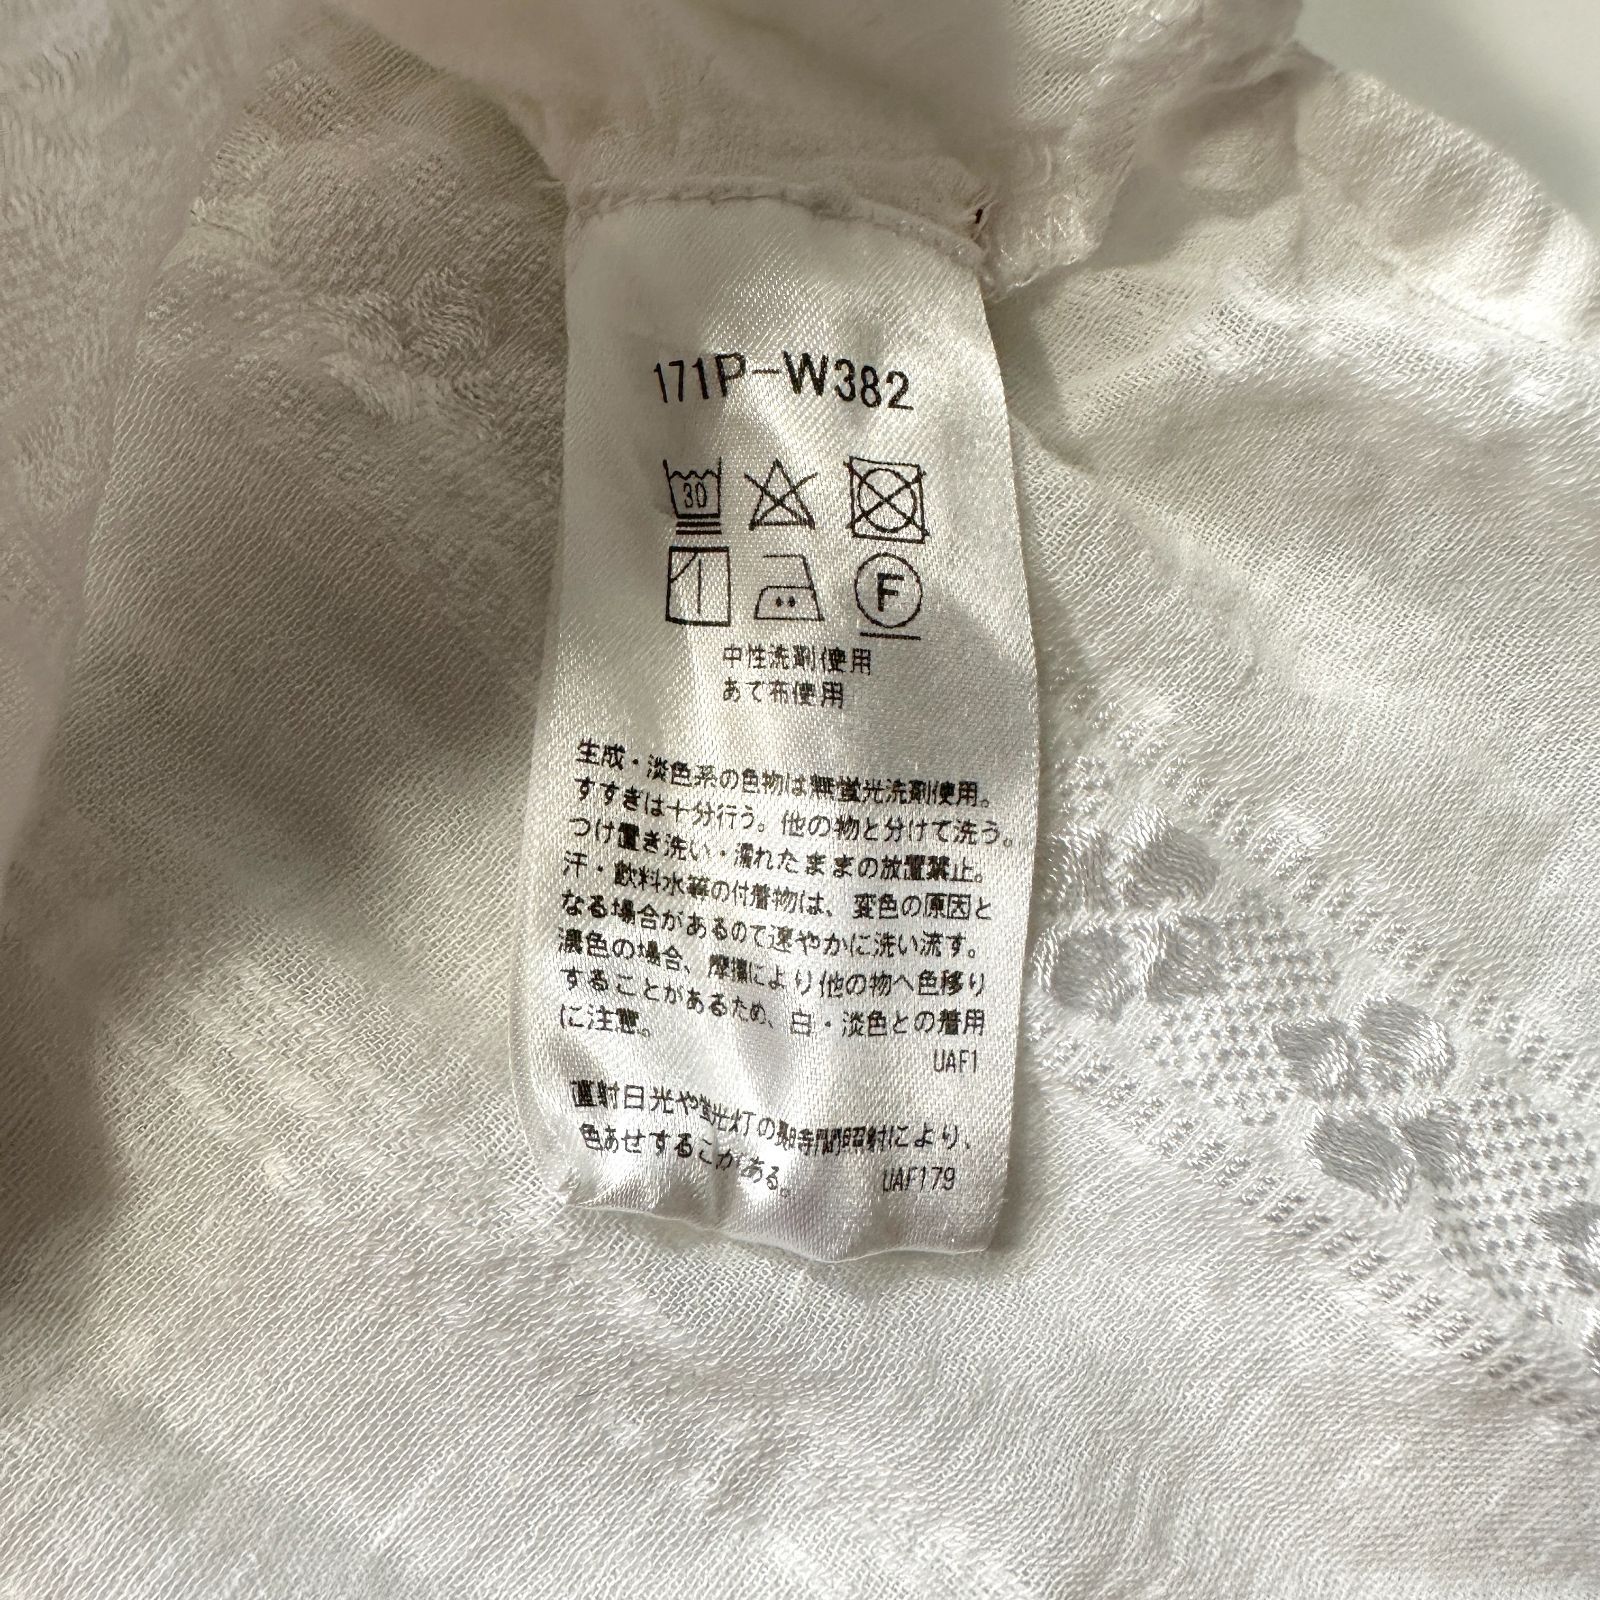 171P-W382
30
F
中性洗剤使用
あて布使用
生成・淡色系の色物は無蛍光洗剤使用。
すすぎは十分行う。他の物と分けて洗う。
つけ置き洗い・濡れたままの放置禁止。
汗・飲料水等の付着物は、変色の原因と
なる場合があるので速やかに洗い流す。
濃色の場合、摩擦により他の物へ色移り
することがあるため、白・淡色との着用
に注意。
UAF1
直射日光や蛍光灯の長時間照射により、
色あせすることがある。
UAF179